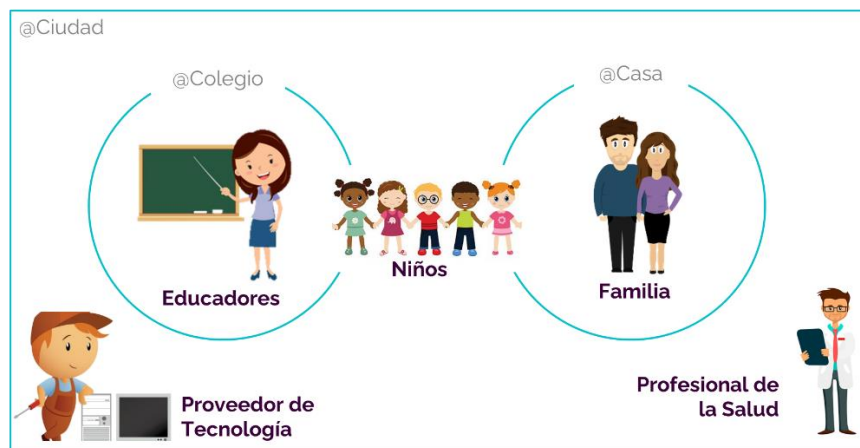 @Ciudad
@Colegio
@Casa
Niños
Educadores
Familia
Proveedor de
Tecnología
Profesional de
la Salud